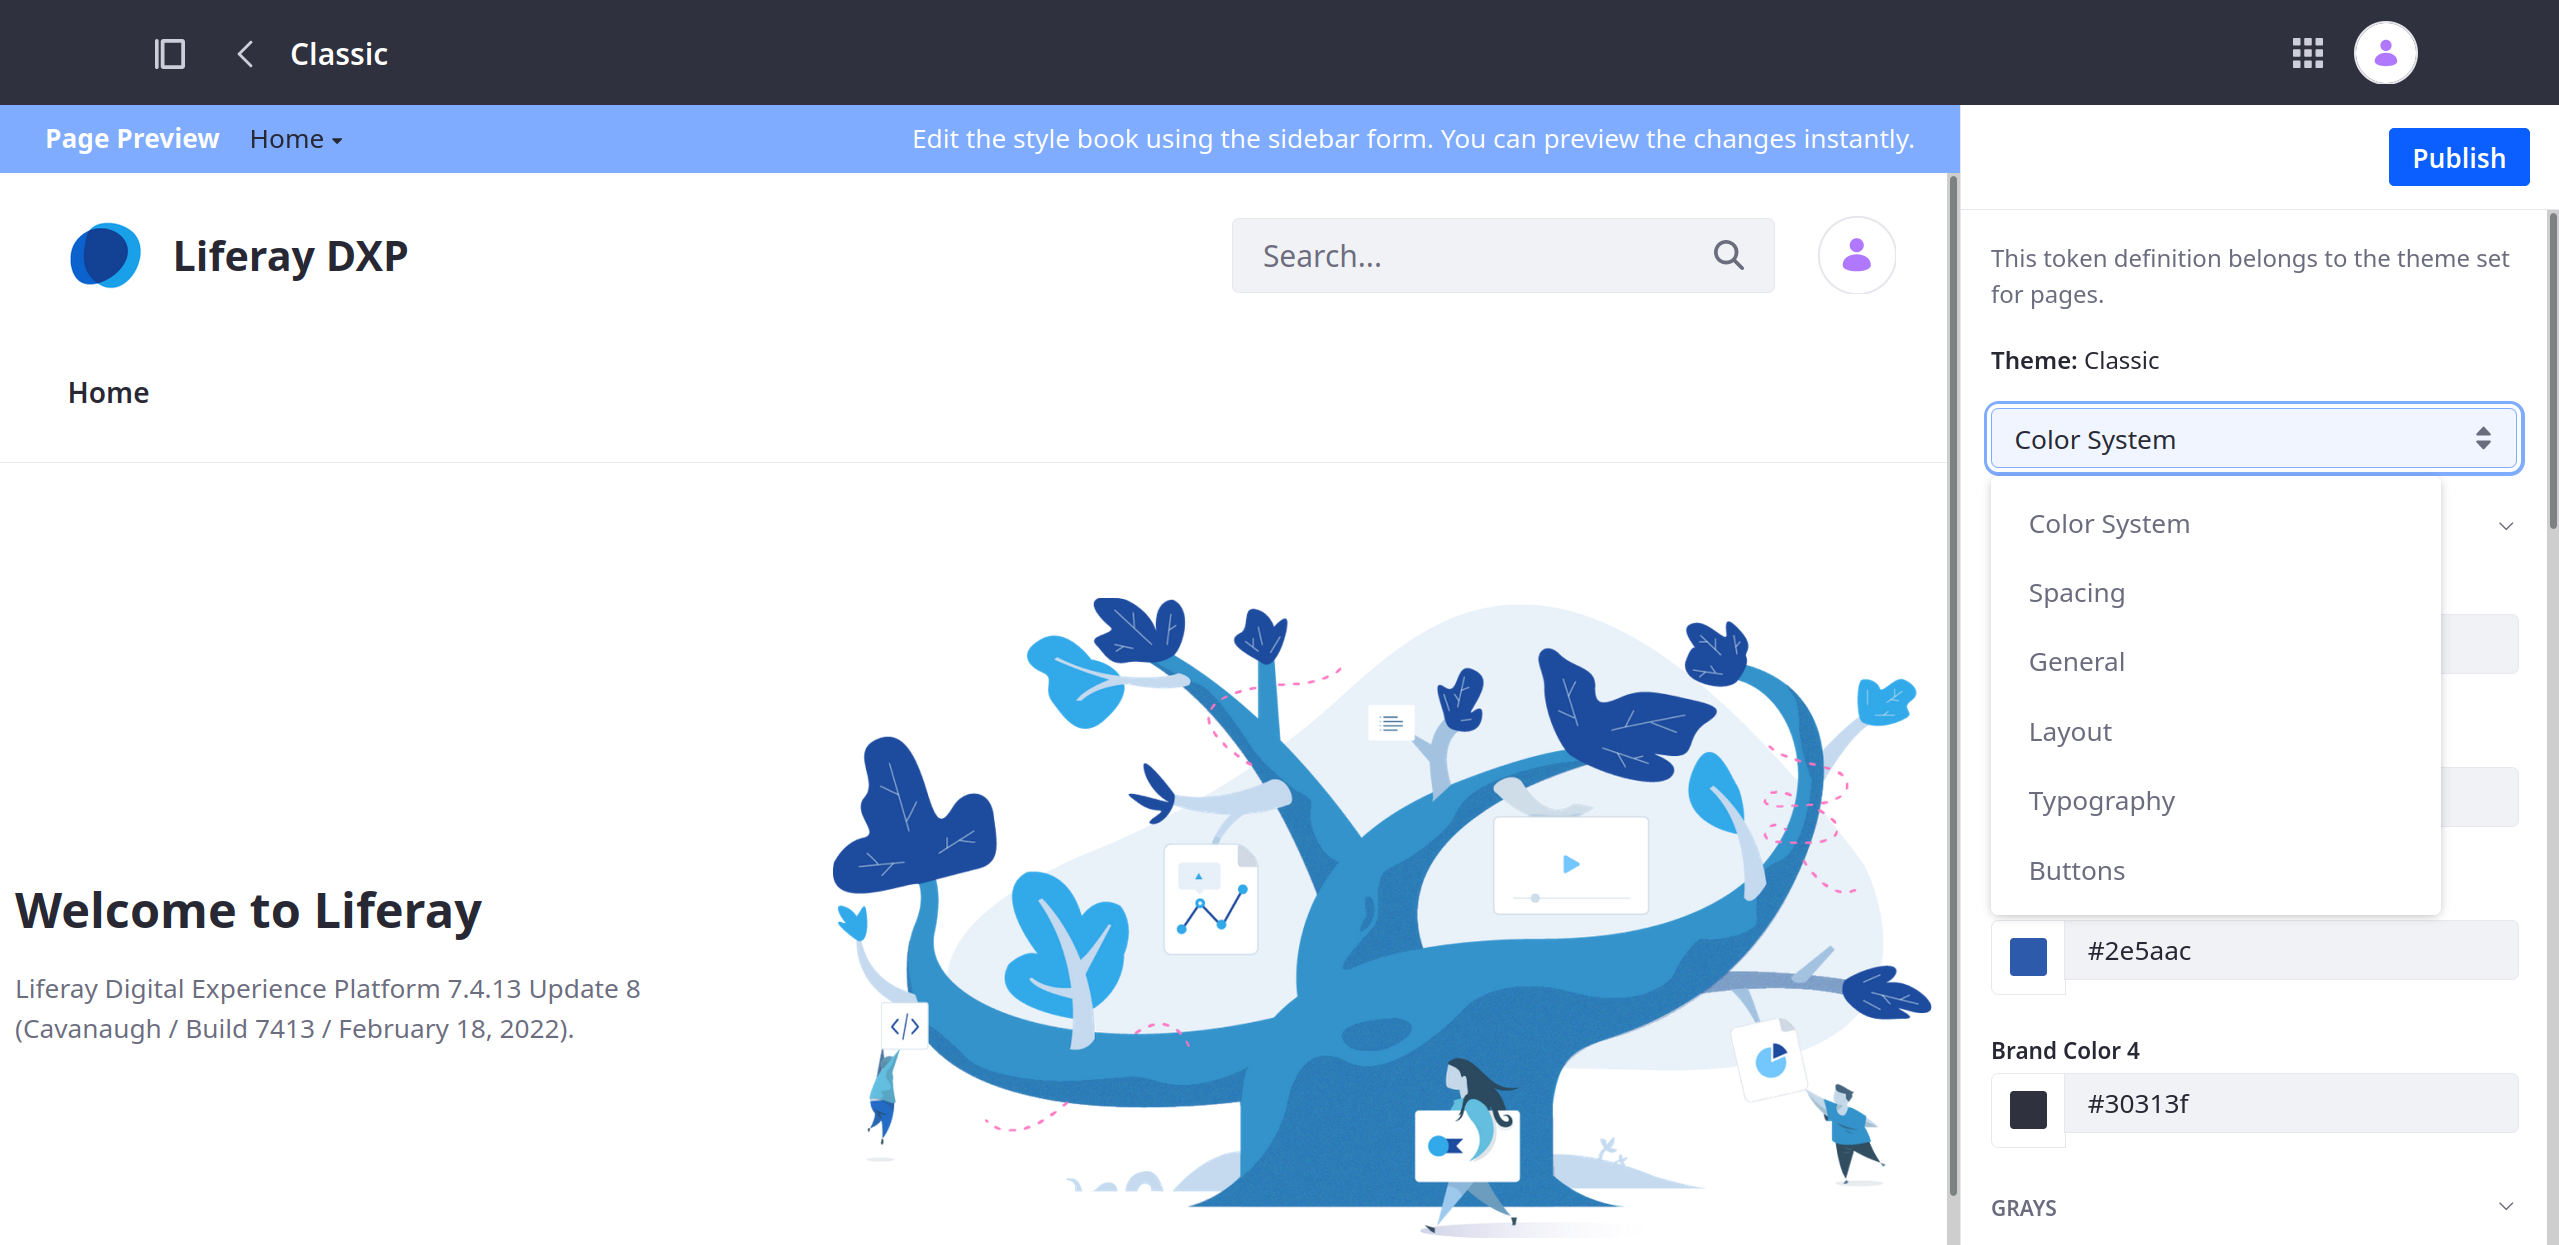 Classic
Page Preview
Home
Edit the style book using the sidebar form. You can preview the changes instantly.
Publish
Liferay DXP
Search...
Home
Welcome to Liferay
Liferay Digital Experience Platform 7.4.13 Update 8
(Cavanaugh / Build 7413 / February 18, 2022).
This token definition belongs to the theme set
for pages.
Theme: Classic
Color System
Color System
Spacing
General
Layout
Typography
Buttons
#2e5aac
Brand Color 4
#30313f
GRAYS